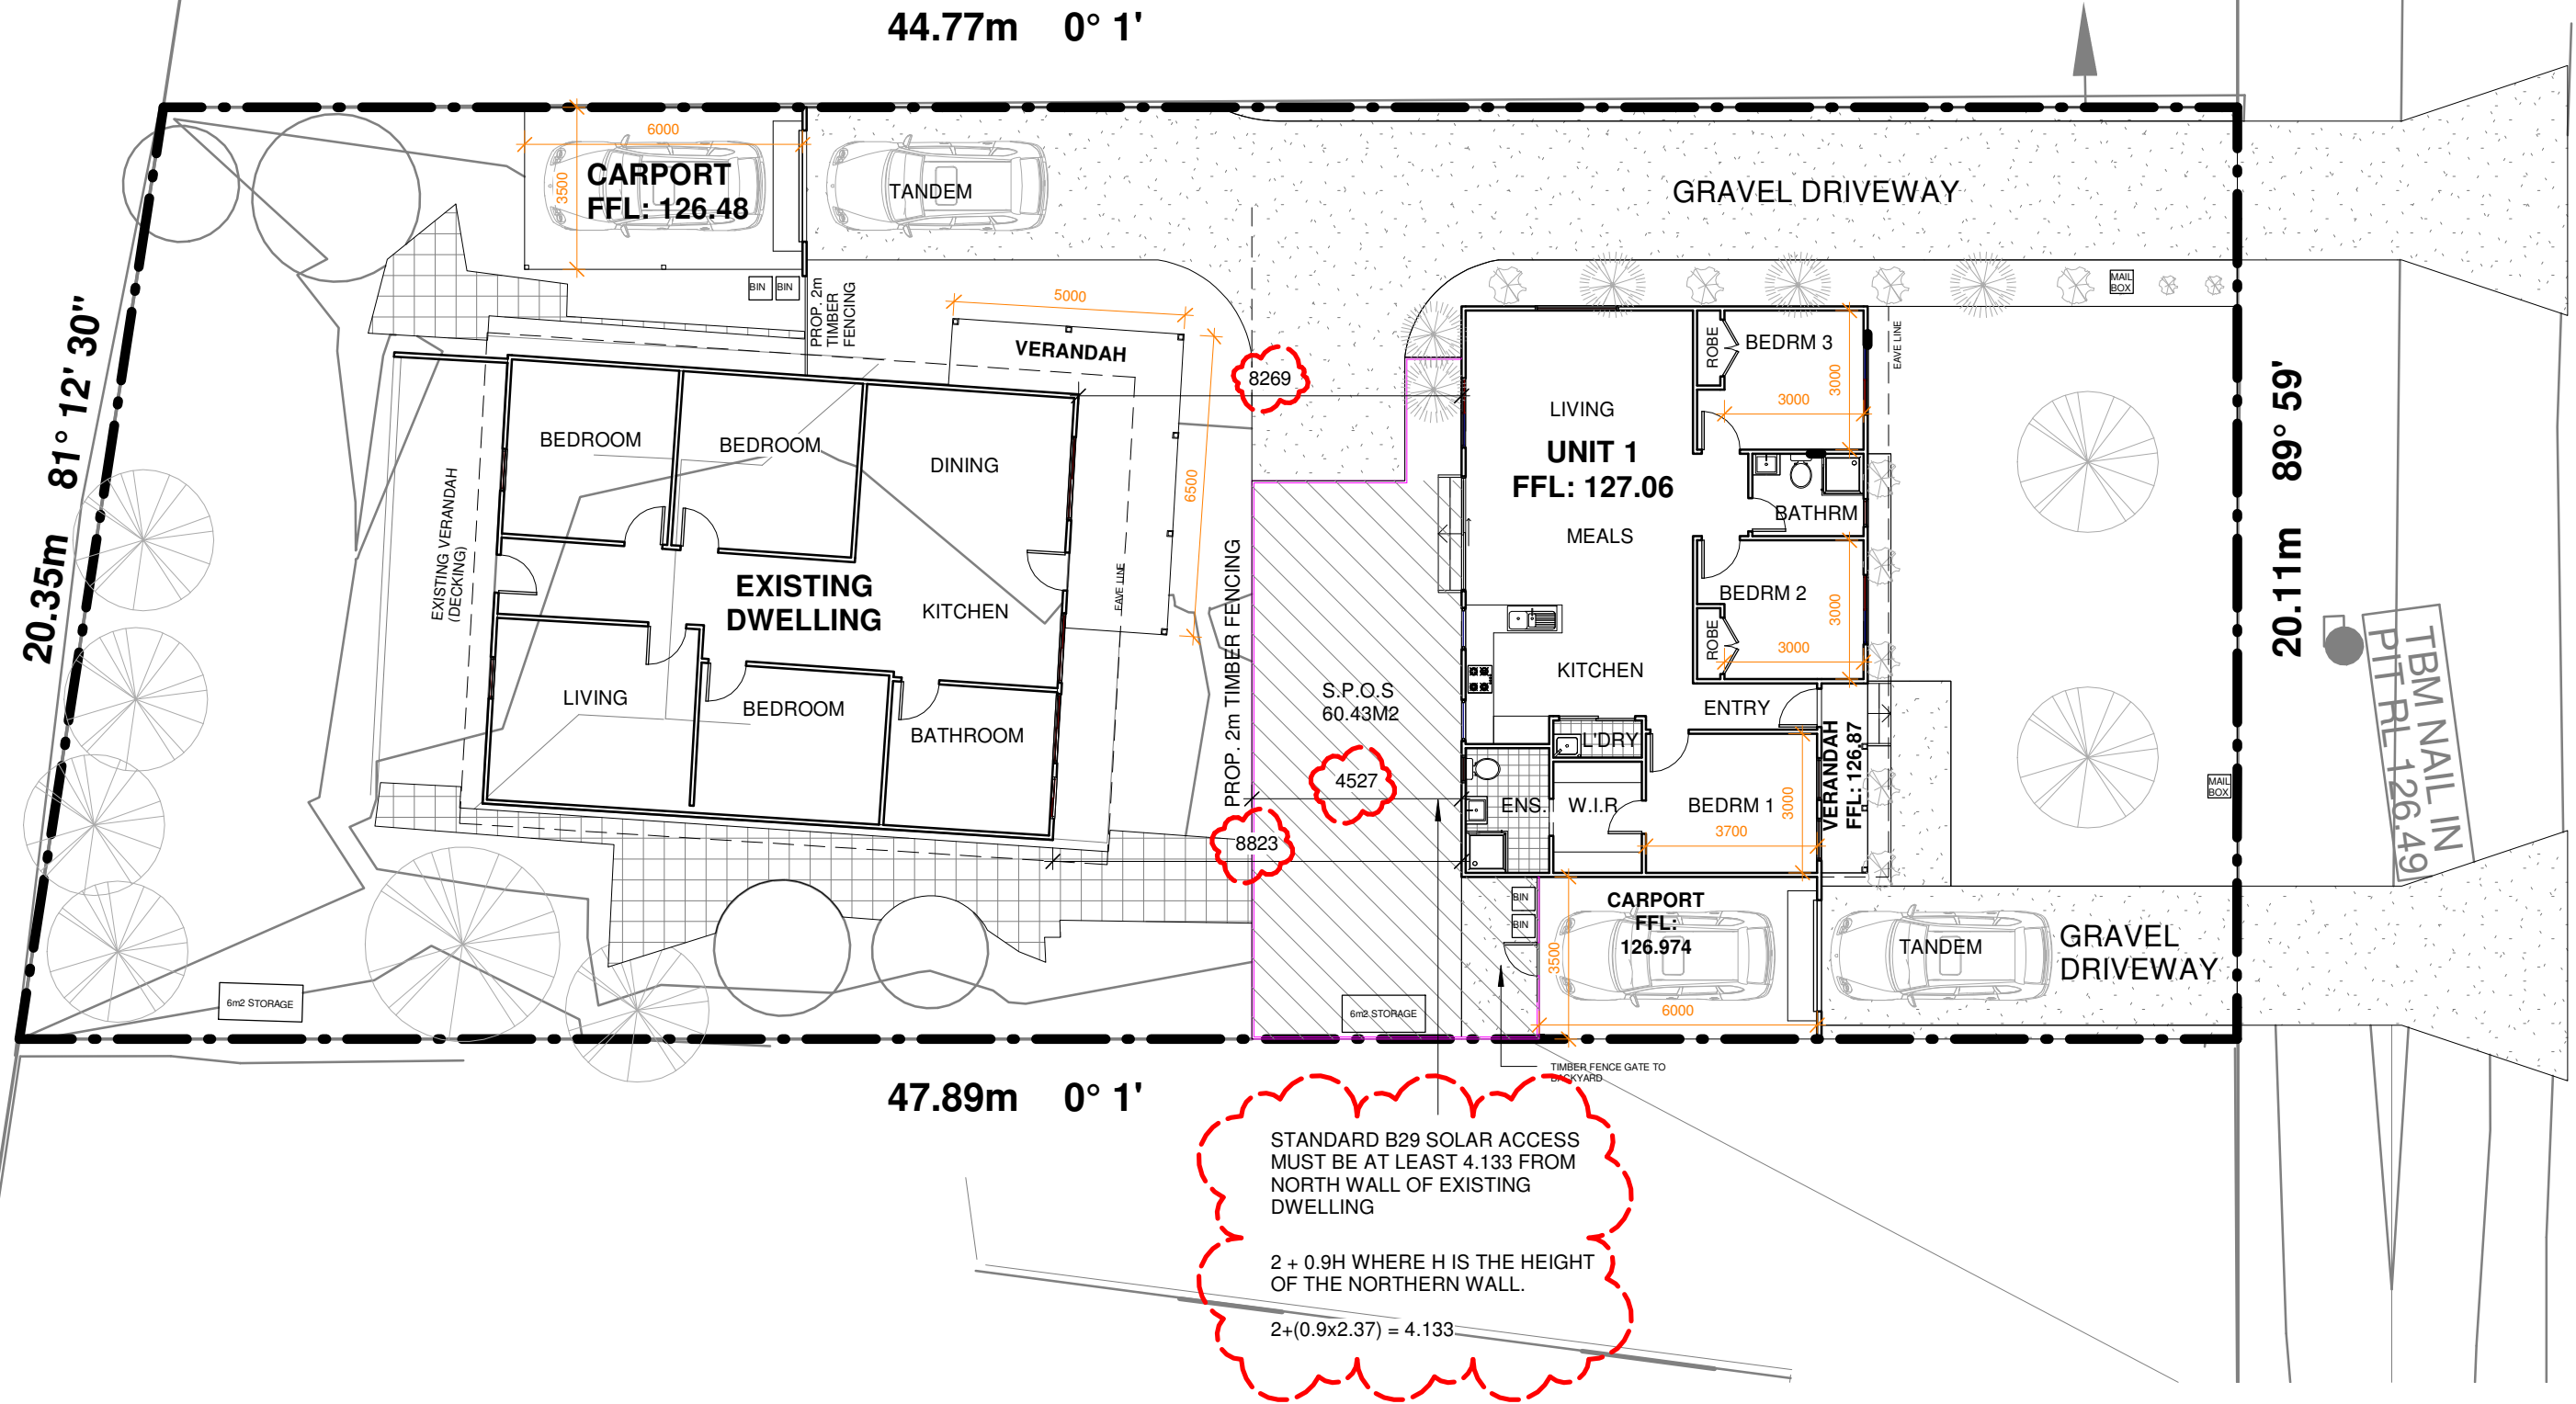 44.77m 0° 1'
6000
3500
CARPORT
FFL: 126.48
TANDEM
GRAVEL DRIVEWAY
BIN BIN
PROP. 2m
TIMBER
FENCING
MAIL
BOX
81° 12' 30"
20.35m
89° 59'
20.11m
5000
VERANDAH
6500
8269
BEDROOM
BEDROOM
DINING
EXISTING VERANDAH
(DECKING)
EXISTING
DWELLING
KITCHEN
EAVE LINE
LIVING
BEDROOM
BATHROOM
PROP. 2m TIMBER FENCING
S.P.O.S
60.43M2
4527
8823
LIVING
UNIT 1
FFL: 127.06
MEALS
KITCHEN
ROBE
BEDRM 3
3000
3000
EAVE LINE
BATHRM
BEDRM 2
ROBE
3000
3000
ENTRY
L'DRY
ENS.
W.I.R
BEDRM 1
3000
3700
VERANDAH
FFL: 126.87
MAIL
BOX
TBM NAIL IN
PIT RL 126.49
BIN
BIN
CARPORT
FFL:
126.974
3500
6000
TANDEM
GRAVEL
DRIVEWAY
6m2 STORAGE
6m2 STORAGE
TIMBER FENCE GATE TO
BACKYARD
47.89m 0° 1'
STANDARD B29 SOLAR ACCESS
MUST BE AT LEAST 4.133 FROM
NORTH WALL OF EXISTING
DWELLING
2 + 0.9H WHERE H IS THE HEIGHT
OF THE NORTHERN WALL.
2+(0.9x2.37) = 4.133